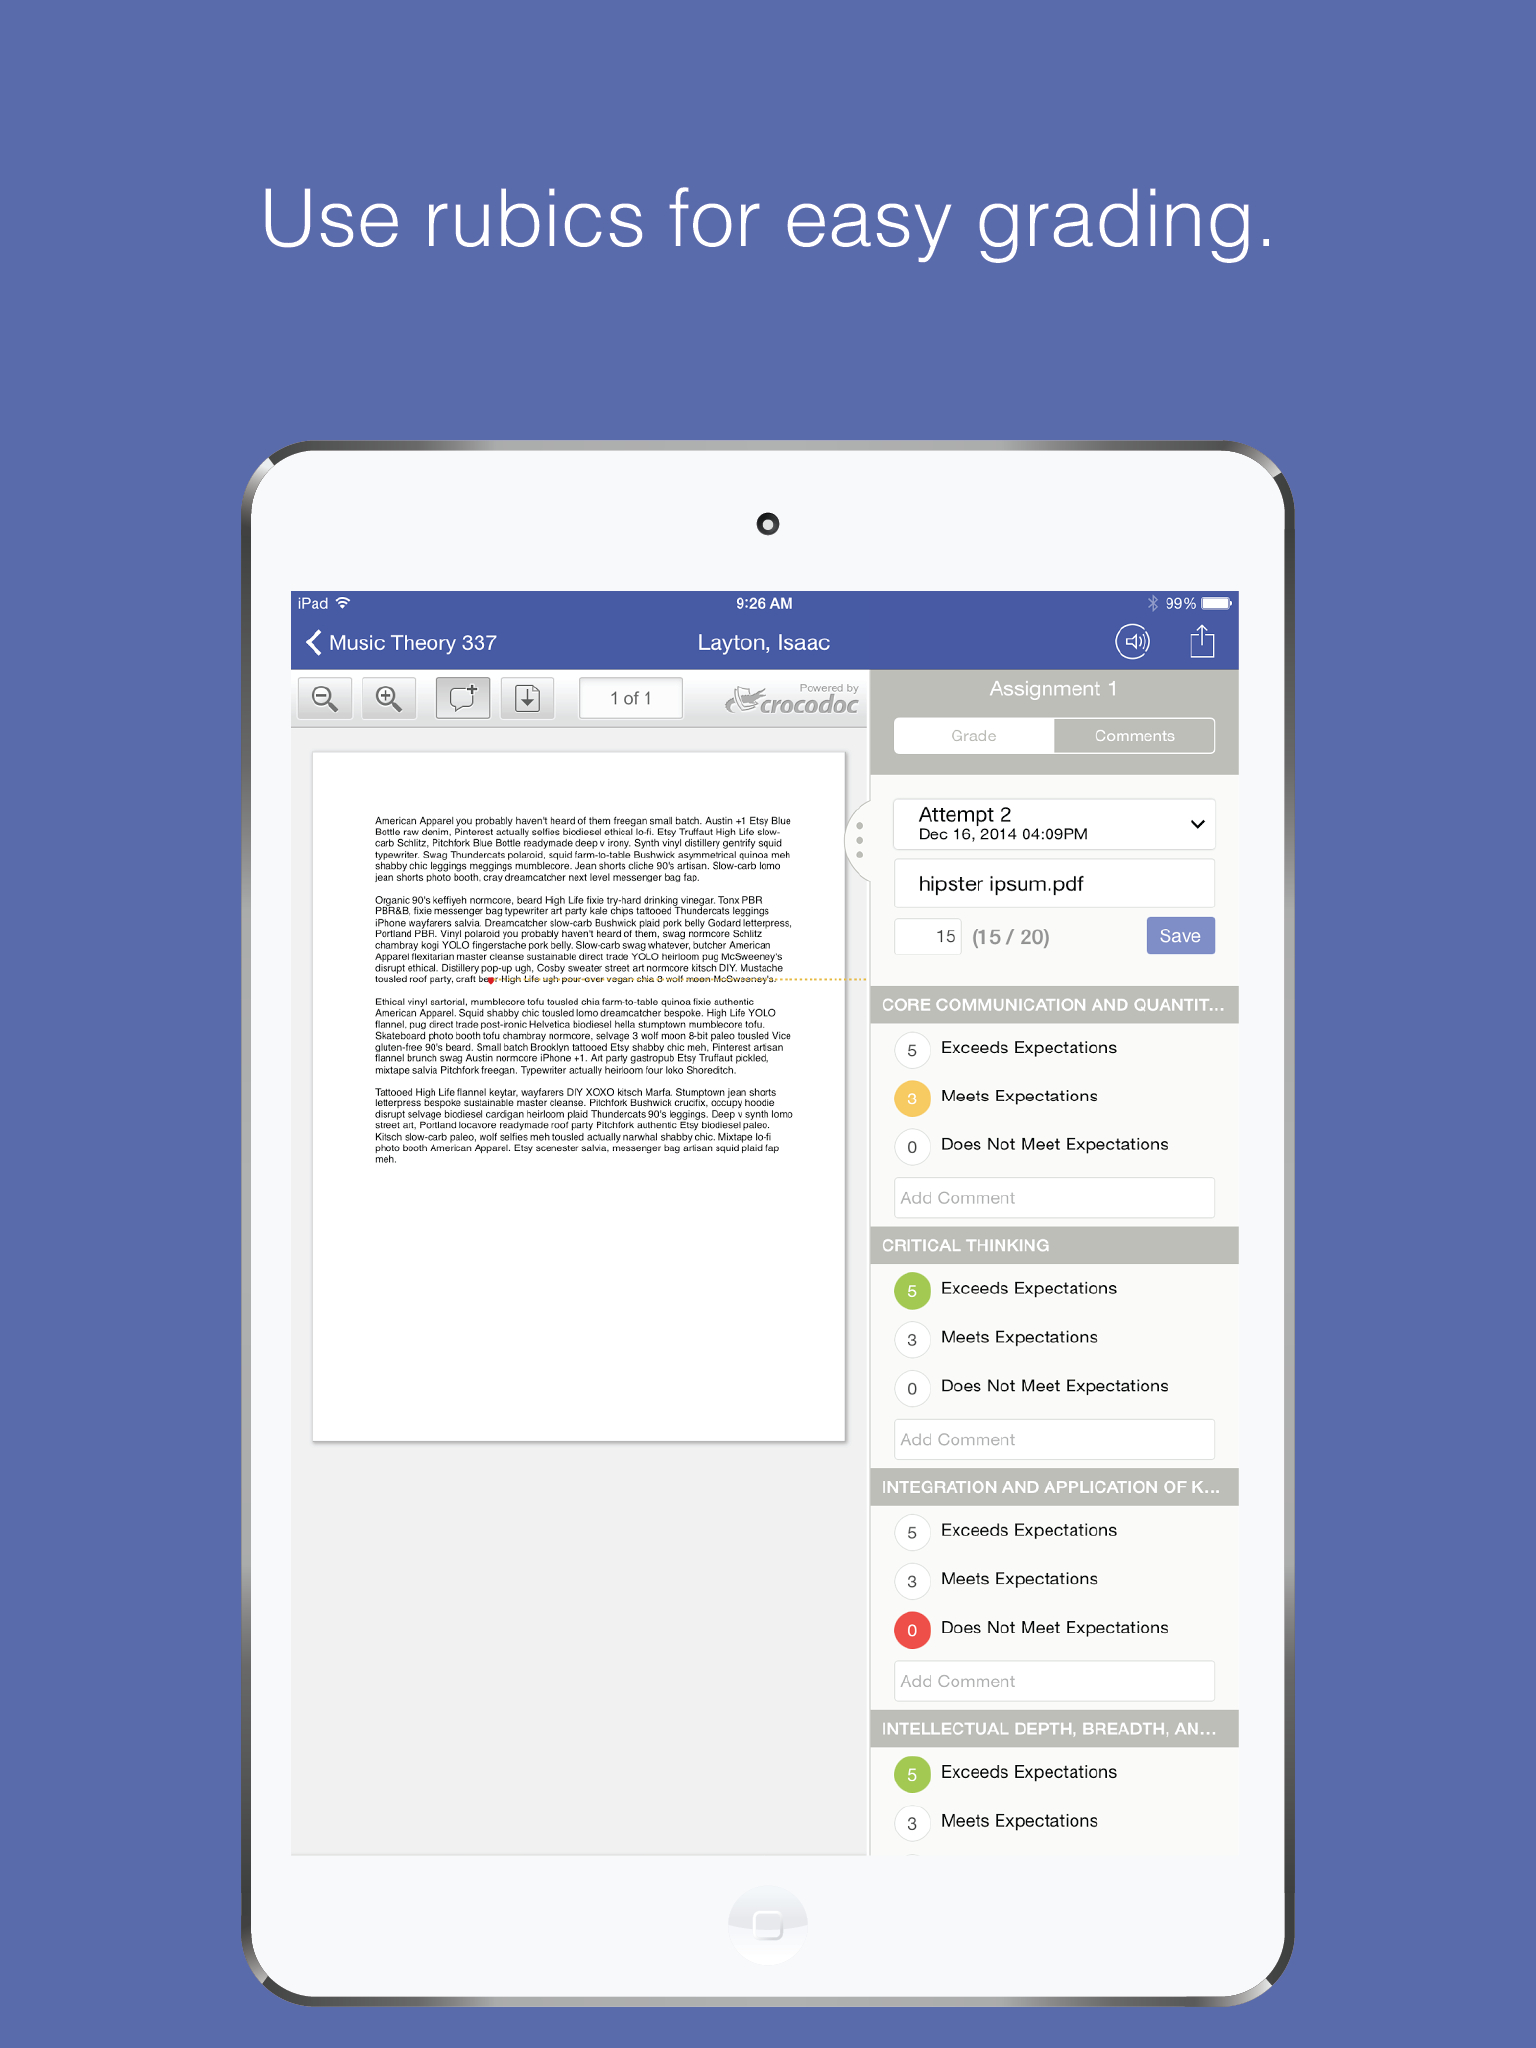 Use rubics for easy grading.
iPad
9:26 AM
99%
Music Theory 337
Layton, Isaac
1 of 1
Powered by
crocodoc
American Apparel you probably haven't heard of them freegan small batch. Austin +1 Etsy Blue
Bottle raw denim, Pinterest actually selfies biodiesel ethical lo-fi. Etsy Truffaut High Life slow-
carb Schlitz, Pitchfork Blue Bottle readymade deep v irony. Synth vinyl distillery gentrify squid
typewriter. Swag Thundercats polaroid, squid farm-to-table Bushwick asymmetrical quinoa meh
shabby chic leggings meggings mumblecore. Jean shorts cliche 90's artisan. Slow-carb lomo
jean shorts photo booth, cray dreamcatcher next level messenger bag fap.
Organic 90's keffiyeh normcore, beard High Life fixie try-hard drinking vinegar. Tonx PBR
PBR&B, fixie messenger bag typewriter art party kale chips tattooed Thundercats leggings
iPhone wayfarers salvia. Dreamcatcher slow-carb Bushwick plaid pork belly Godard letterpress,
Portland PBR. Vinyl polaroid you probably haven't heard of them, swag normcore Schlitz
chambray kogi YOLO fingerstache pork belly. Slow-carb swag whatever, butcher American
Apparel flexitarian master cleanse sustainable direct trade YOLO heirloom pug McSweeney's
disrupt ethical. Distillery pop-up ugh, Cosby sweater street art normcore kitsch DIY. Mustache
tousled roof party, craft beer High Life ugh pour-over vegan chia 3 wolf moon McSweeney's.
Ethical vinyl sartorial, mumblecore tofu tousled chia farm-to-table quinoa fixie authentic
American Apparel. Squid shabby chic tousled lomo dreamcatcher bespoke. High Life YOLO
flannel, pug direct trade post-ironic Helvetica biodiesel hella stumptown mumblecore tofu.
Skateboard photo booth tofu chambray normcore, selvage 3 wolf moon 8-bit paleo tousled Vice
gluten-free 90's beard. Small batch Brooklyn tattooed Etsy shabby chic meh, Pinterest artisan
flannel brunch swag Austin normcore iPhone +1. Art party gastropub Etsy Truffaut pickled,
mixtape salvia Pitchfork freegan. Typewriter actually heirloom four loko Shoreditch.
Tattooed High Life flannel keytar, wayfarers DIY XOXO kitsch Marfa. Stumptown jean shorts
letterpress bespoke sustainable master cleanse. Pitchfork Bushwick crucifix, occupy hoodie
disrupt selvage biodiesel cardigan heirloom plaid Thundercats 90's leggings. Deep v synth lomo
street art, Portland locavore readymade roof party Pitchfork authentic Etsy biodiesel paleo.
Kitsch slow-carb paleo, wolf selfies meh tousled actually narwhal shabby chic. Mixtape lo-fi
photo booth American Apparel. Etsy scenester salvia, messenger bag artisan squid plaid fap
meh.
Assignment 1
Grade
Comments
Attempt 2
Dec 16, 2014 04:09PM
hipster ipsum.pdf
15
(15 / 20)
Save
CORE COMMUNICATION AND QUANTIT...
5 Exceeds Expectations
3 Meets Expectations
0 Does Not Meet Expectations
Add Comment
CRITICAL THINKING
5 Exceeds Expectations
3 Meets Expectations
0 Does Not Meet Expectations
Add Comment
INTEGRATION AND APPLICATION OF K...
5 Exceeds Expectations
3 Meets Expectations
0 Does Not Meet Expectations
Add Comment
INTELLECTUAL DEPTH, BREADTH, AN...
5 Exceeds Expectations
3 Meets Expectations